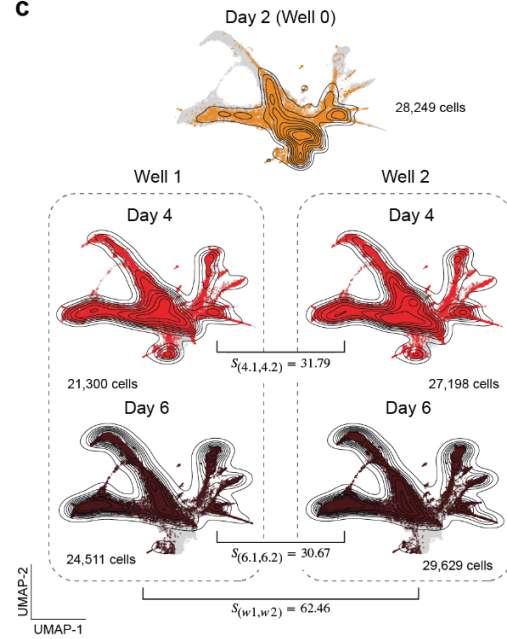 c
Day 2 (Well 0)
28,249 cells
Well 1
Well 2
Day 4
Day 4
S(4.1,4.2) = 31.79
21,300 cells
27,198 cells
Day 6
Day 6
S(6.1,6.2) = 30.67
24,511 cells
29,629 cells
S(w1,w2) = 62.46
UMAP-2
UMAP-1